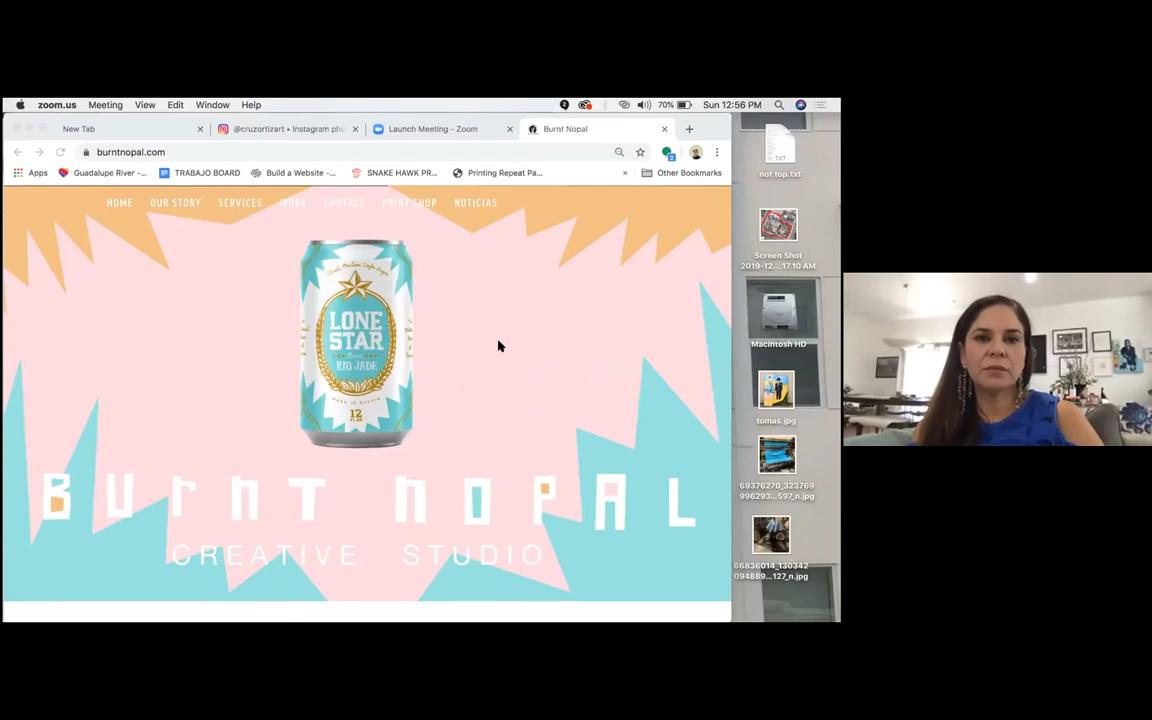 zoom.us Meeting View Edit Window Help 70% Sun 12:56 PM
New Tab @cruzortizart • Instagram ph Launch Meeting - Zoom Burnt Nopal
burntnopal.com
Apps Guadalupe River -... TRABAJO BOARD Build a Website -... SNAKE HAWK PR... Printing Repeat Pa... » Other Bookmarks
HOME OUR STORY SERVICES WORK CONTACT PRINT SHOP NOTICIAS
LONE
STAR
RIO JADE
12
BURNT NOPAL
CREATIVE STUDIO
TXT
not top.txt
Screen Shot
2019-12....17.10 AM
Macintosh HD
tomas.jpg
69376270_323769
996293...597_n.jpg
66836014_130342
094889...127_n.jpg